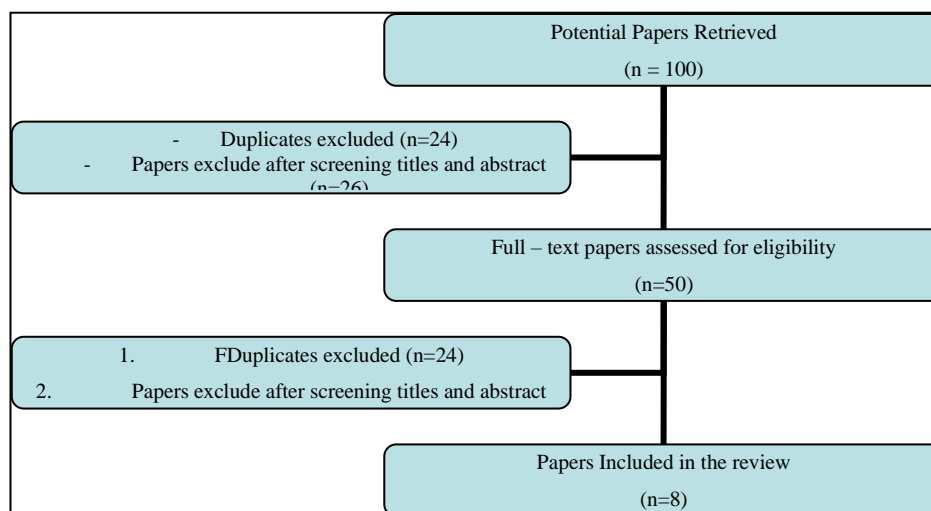 Potential Papers Retrieved
(n = 100)
- Duplicates excluded (n=24)
- Papers exclude after screening titles and abstract
(n=26)
Full – text papers assessed for eligibility
(n=50)
1. FDuplicates excluded (n=24)
2. Papers exclude after screening titles and abstract
Papers Included in the review
(n=8)